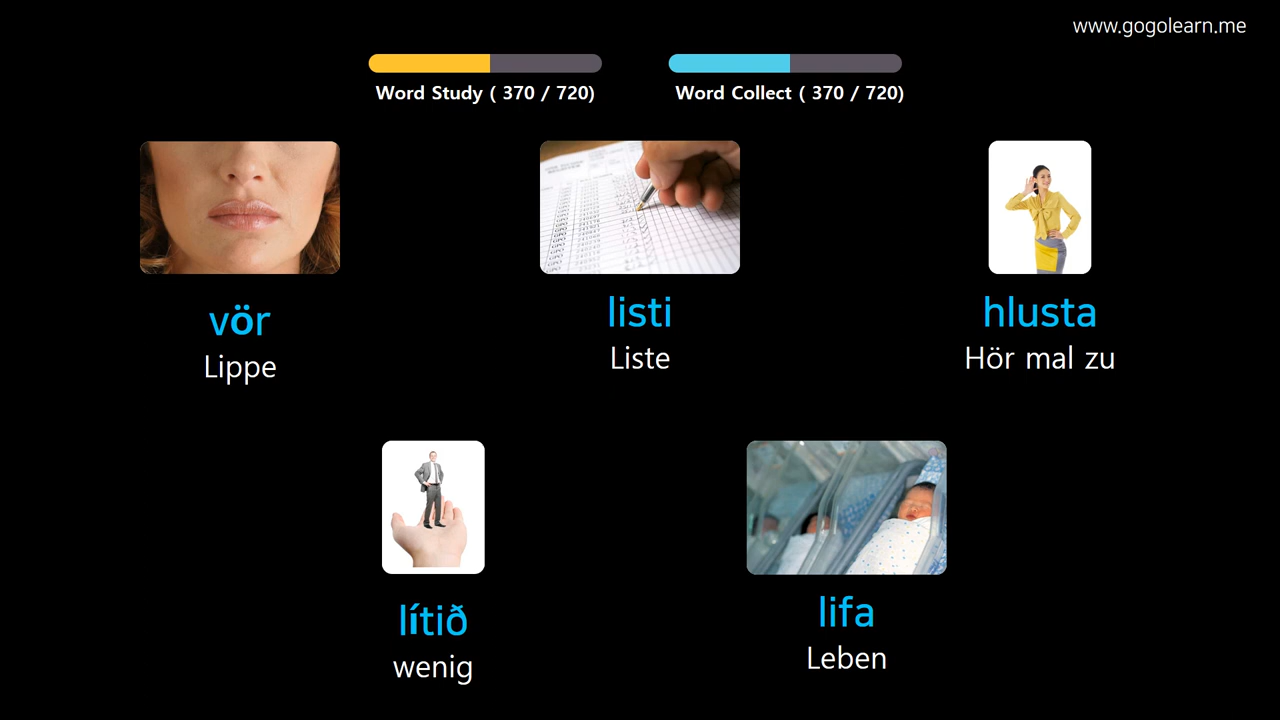 www.gogolearn.me
Word Study ( 370 / 720)
Word Collect ( 370 / 720)
vör
Lippe
listi
Liste
hlusta
Hör mal zu
lítið
wenig
lifa
Leben